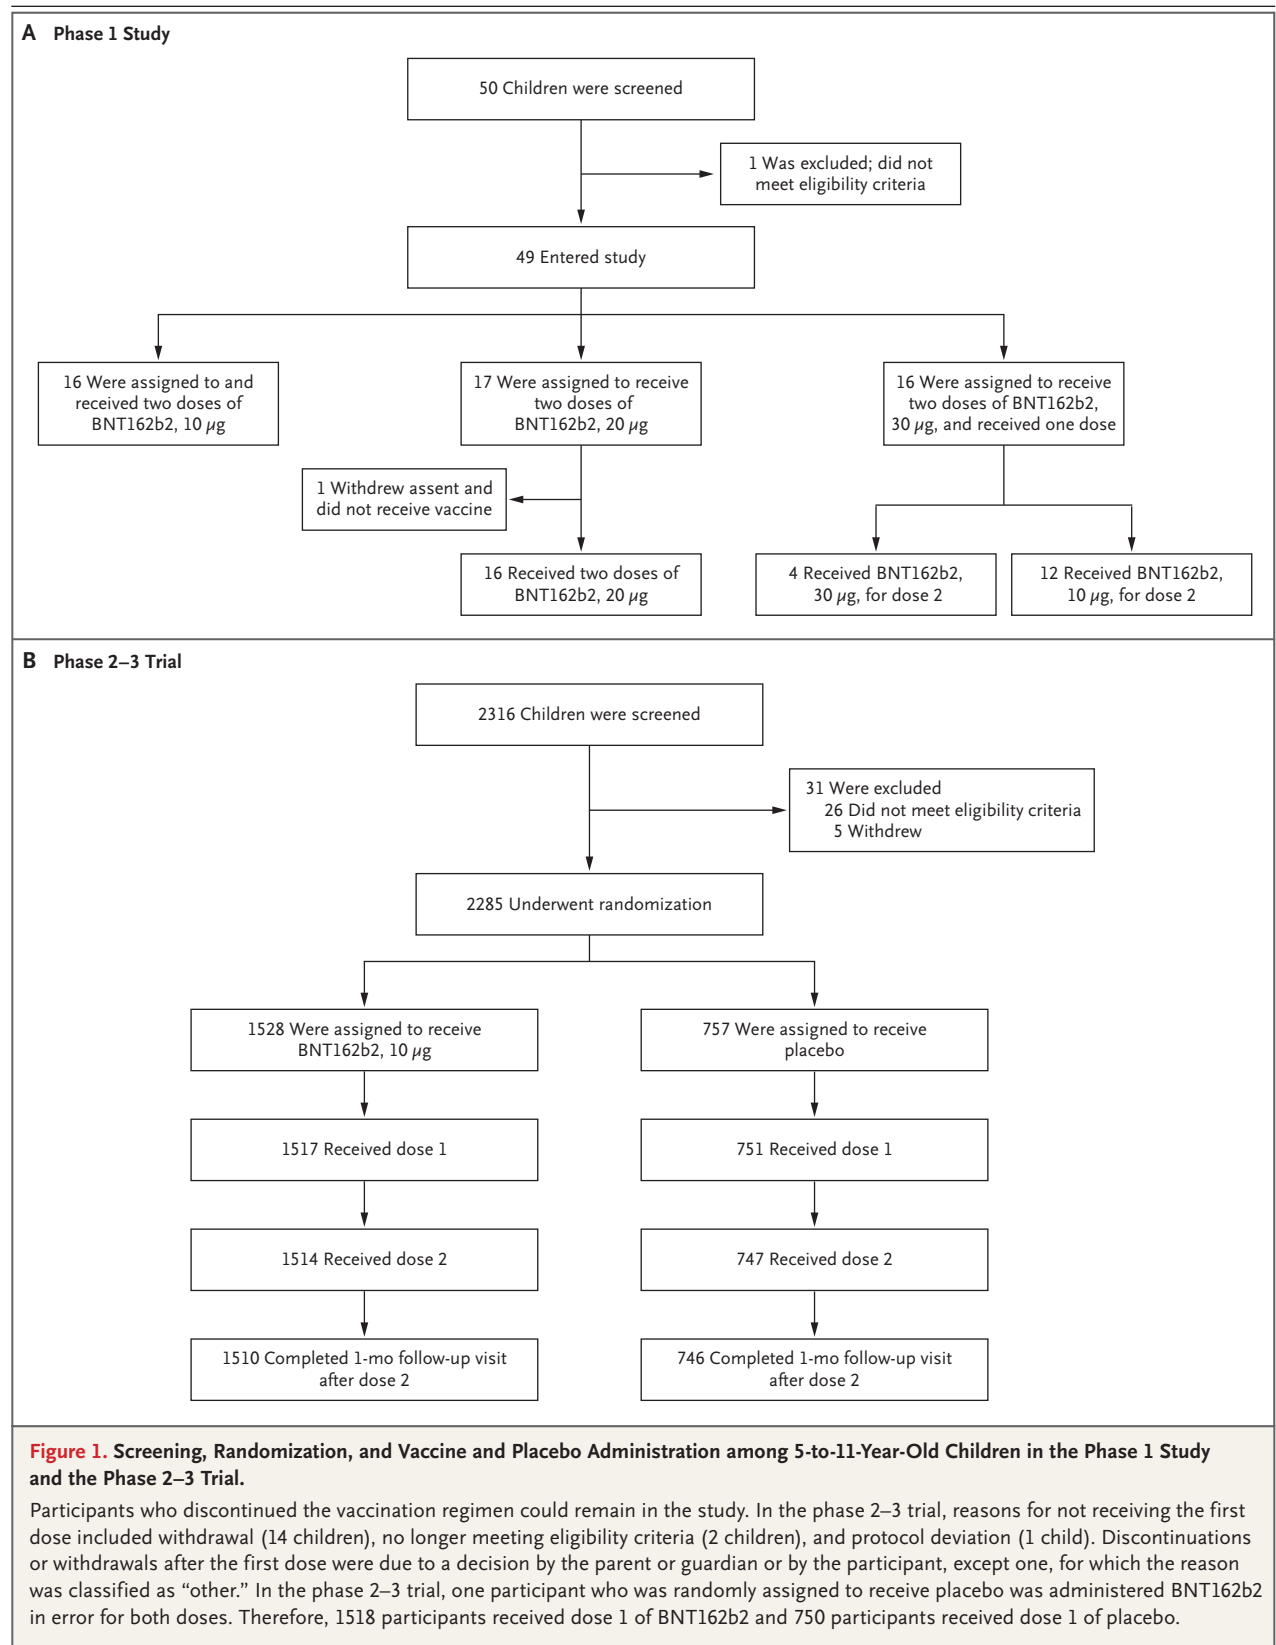 A Phase 1 Study
50 Children were screened
1 Was excluded; did not
meet eligibility criteria
49 Entered study
16 Were assigned to and
received two doses of
BNT162b2, 10 µg
17 Were assigned to receive
two doses of
BNT162b2, 20 µg
16 Were assigned to receive
two doses of BNT162b2,
30 µg, and received one dose
1 Withdrew assent and
did not receive vaccine
16 Received two doses of
BNT162b2, 20 µg
4 Received BNT162b2,
30 µg, for dose 2
12 Received BNT162b2,
10 µg, for dose 2
B Phase 2–3 Trial
2316 Children were screened
31 Were excluded
26 Did not meet eligibility criteria
5 Withdrew
2285 Underwent randomization
1528 Were assigned to receive
BNT162b2, 10 µg
757 Were assigned to receive
placebo
1517 Received dose 1
751 Received dose 1
1514 Received dose 2
747 Received dose 2
1510 Completed 1-mo follow-up visit
after dose 2
746 Completed 1-mo follow-up visit
after dose 2
Figure 1. Screening, Randomization, and Vaccine and Placebo Administration among 5-to-11-Year-Old Children in the Phase 1 Study
and the Phase 2–3 Trial.
Participants who discontinued the vaccination regimen could remain in the study. In the phase 2–3 trial, reasons for not receiving the first
dose included withdrawal (14 children), no longer meeting eligibility criteria (2 children), and protocol deviation (1 child). Discontinuations
or withdrawals after the first dose were due to a decision by the parent or guardian or by the participant, except one, for which the reason
was classified as “other.” In the phase 2–3 trial, one participant who was randomly assigned to receive placebo was administered BNT162b2
in error for both doses. Therefore, 1518 participants received dose 1 of BNT162b2 and 750 participants received dose 1 of placebo.